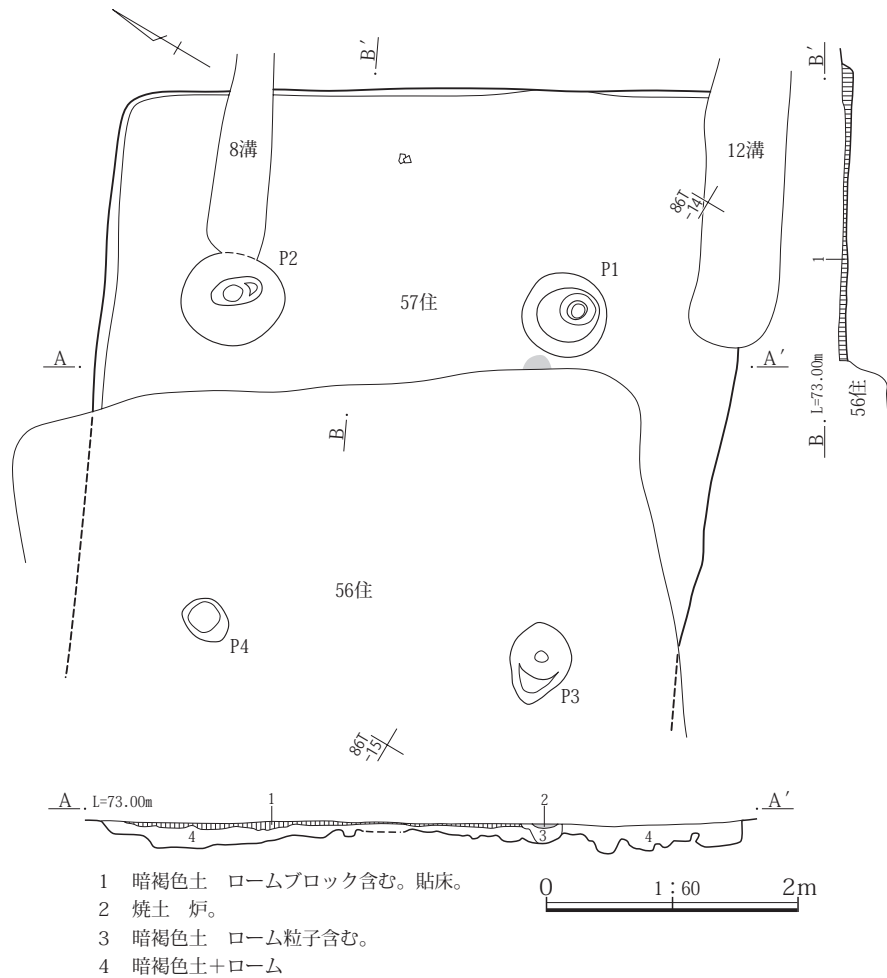 B′
B′
8溝
12溝
86T
-14
P2
P1
1
57住
A
A′
L=73.00m
56住
B
B
56住
P4
P3
86T
-15
A
L=73.00m
1
2
A′
4
3
4
1 暗褐色土 ロームブロック含む。貼床。
2 焼土 炉。
3 暗褐色土 ローム粒子含む。
4 暗褐色土+ローム
0 1:60 2m